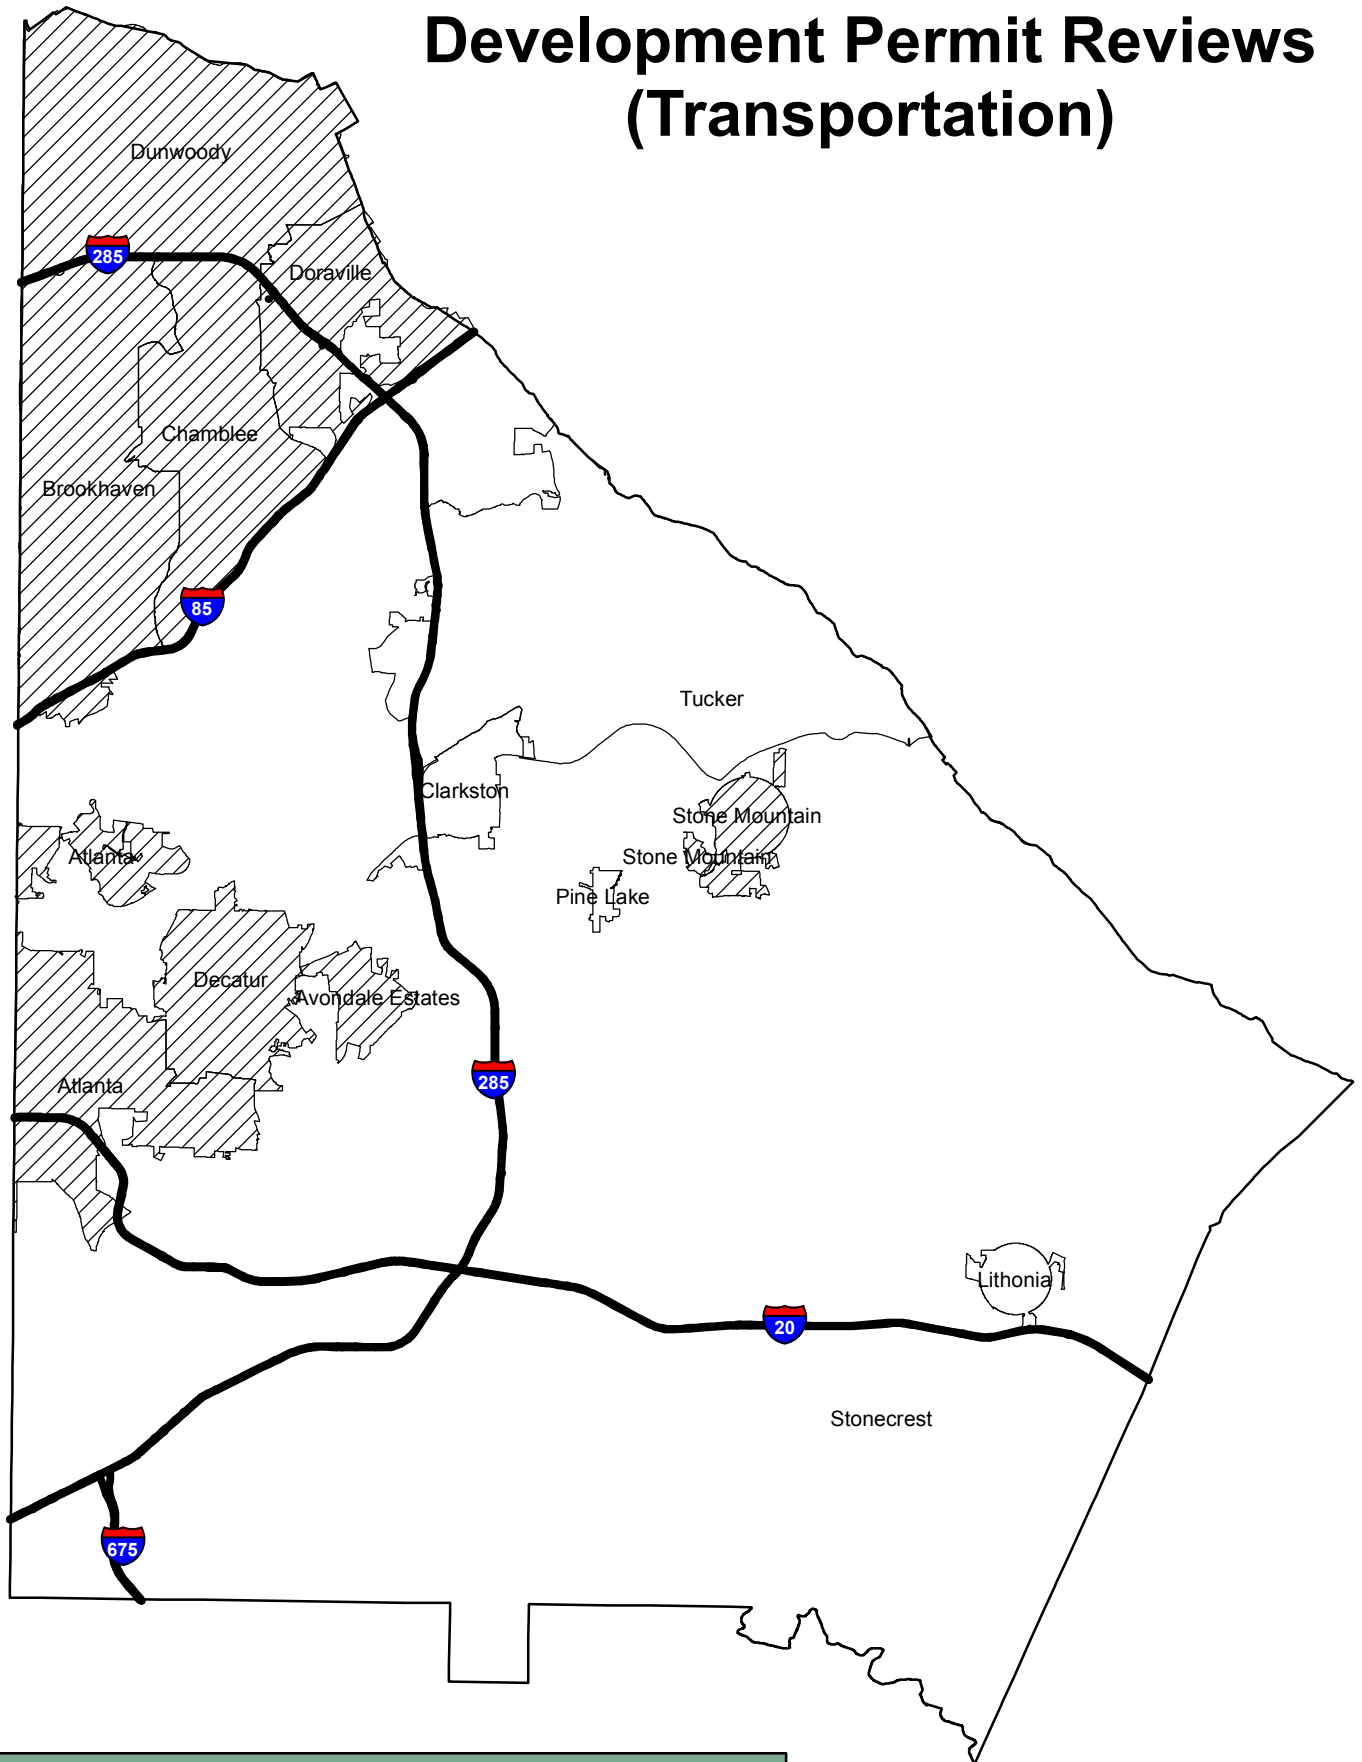 Development Permit Reviews
(Transportation)
Dunwoody
285
Doraville
Chamblee
Brookhaven
85
Tucker
Clarkston
Stone Mountain
Atlanta
Stone Mountain
Pine Lake
Decatur
Avondale Estates
285
Atlanta
Lithonia
20
Stonecrest
675